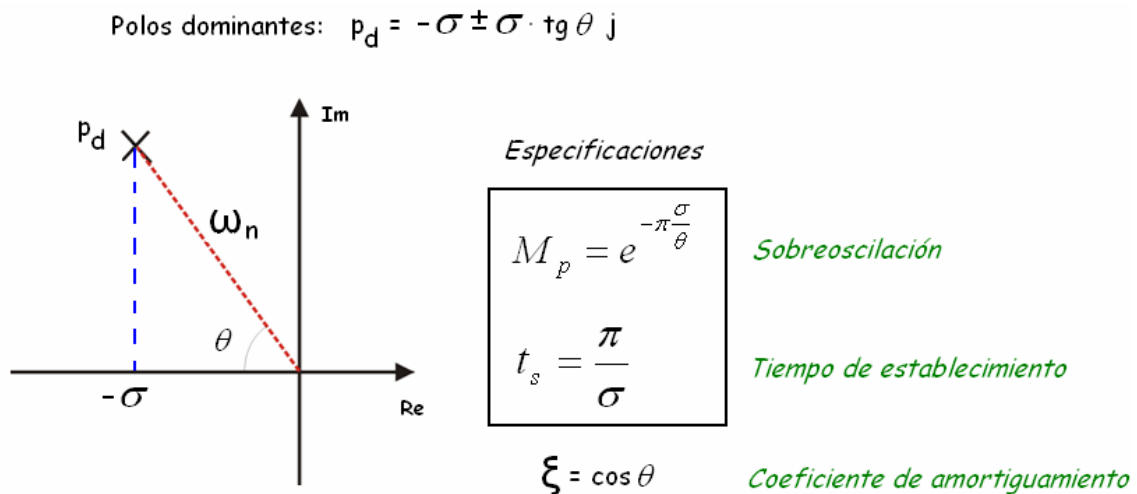 Polos dominantes: p_d = -σ ± σ · tg θ j
Im
p_d
ω_n
θ
-σ
Re
Especificaciones
M_p = e^{-π σ/θ}
Sobreoscilación
t_s = π/σ
Tiempo de establecimiento
ξ = cos θ
Coeficiente de amortiguamiento